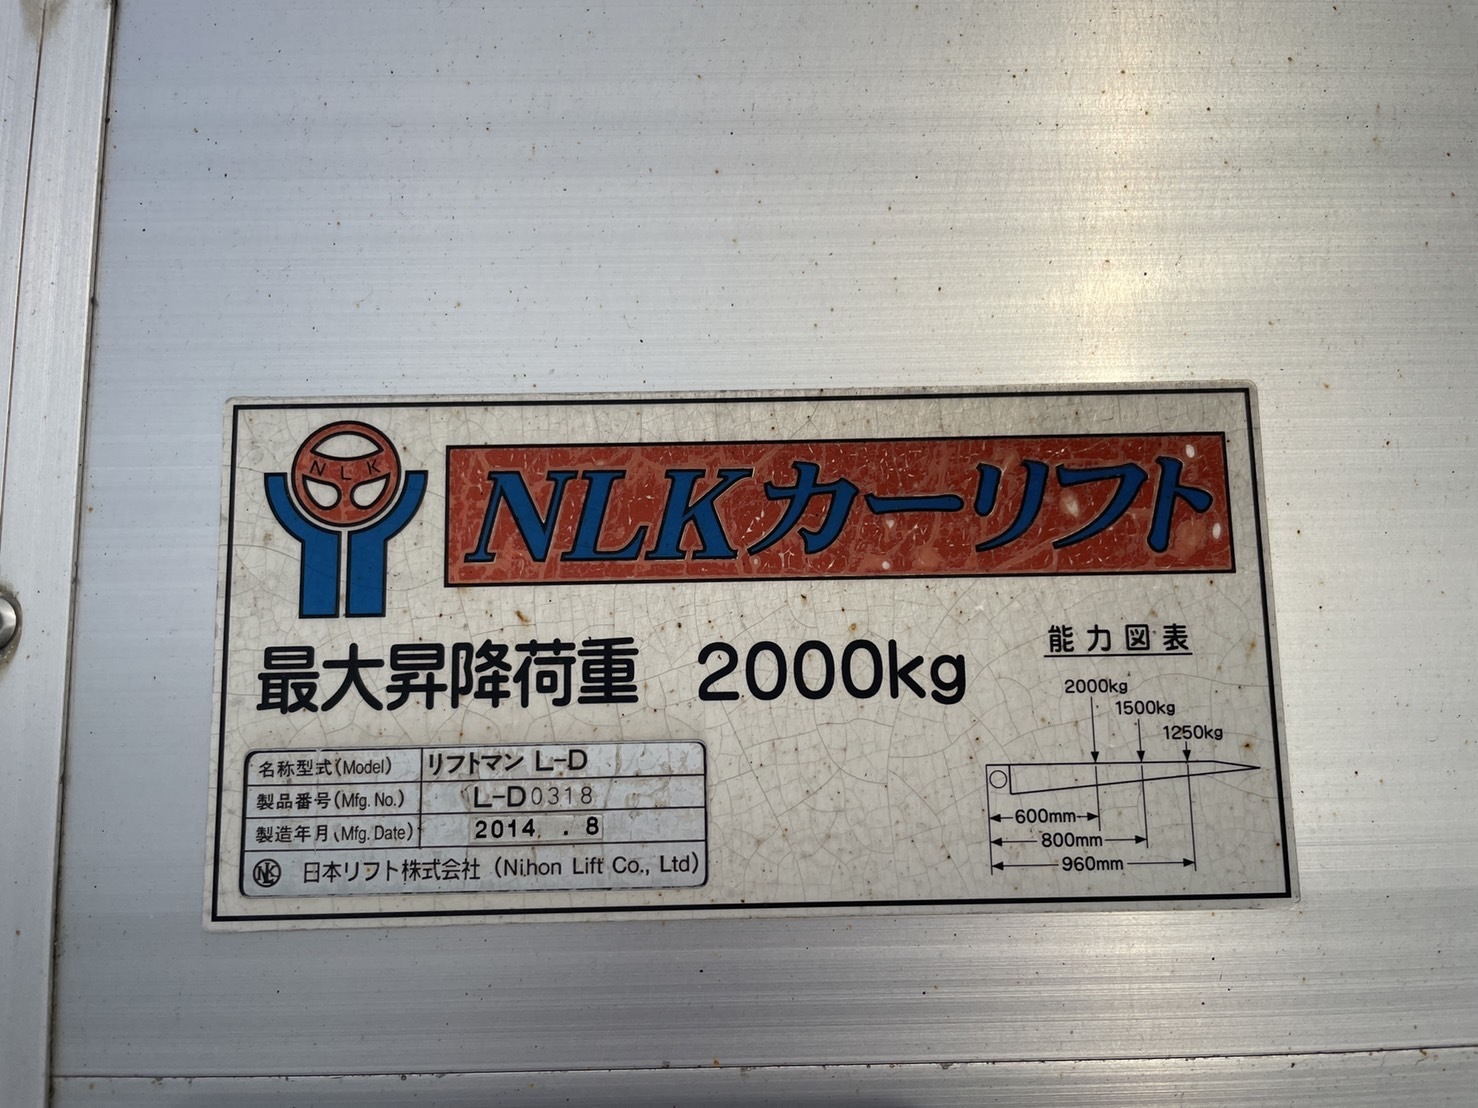 NLK
NLKカーリフト
最大昇降荷重 2000kg
能力図表
2000kg
1500kg
1250kg
600mm
800mm
960mm
名称型式(Model) リフトマン L-D
製品番号(Mfg.No.) L-D0318
製造年月(Mfg.Date) 2014.8
NLK 日本リフト株式会社 (Nihon Lift Co., Ltd)